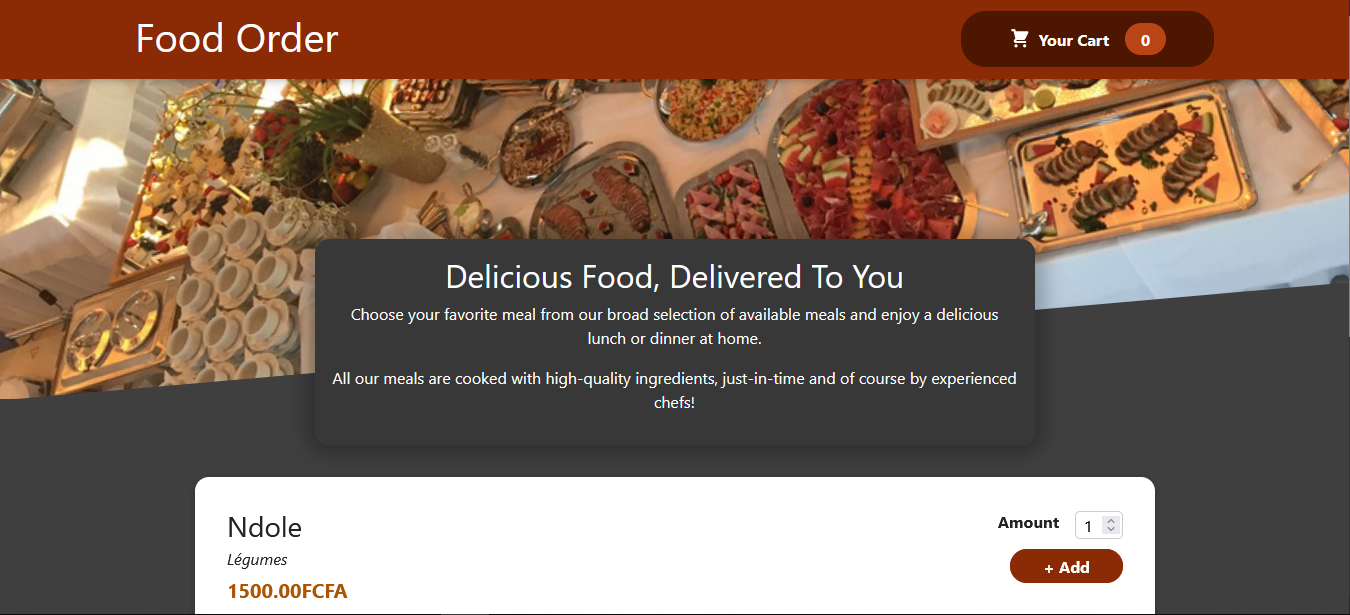 Food Order
Your Cart 0
Delicious Food, Delivered To You
Choose your favorite meal from our broad selection of available meals and enjoy a delicious
lunch or dinner at home.
All our meals are cooked with high-quality ingredients, just-in-time and of course by experienced
chefs!
Ndole
Légumes
1500.00FCFA
Amount 1
+ Add